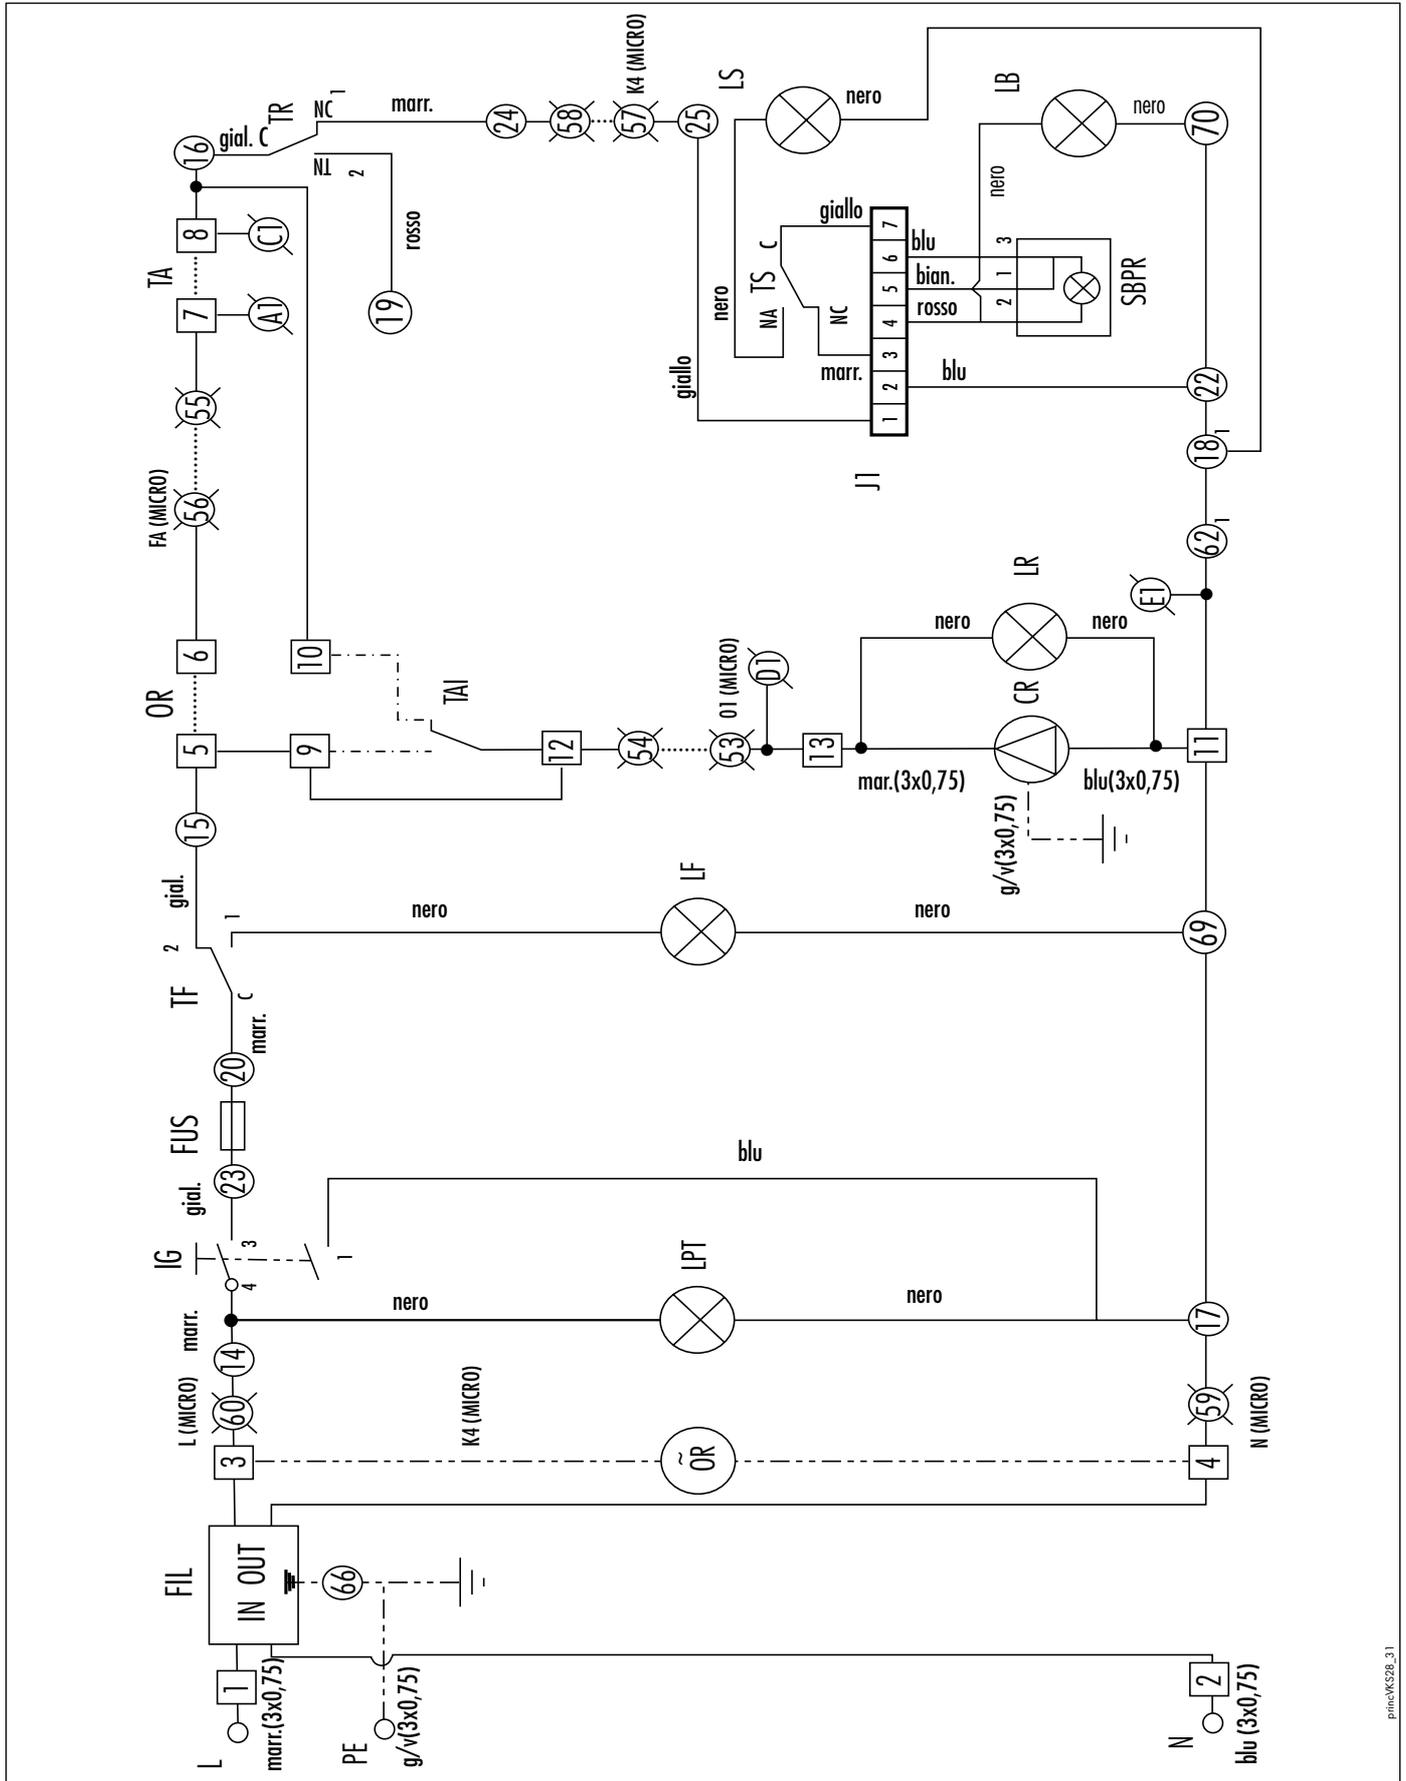 K4 (MICRO)
LS
LB
TR
NC
1
marr.
nero
nero
16
gial. C
24
58
57
25
70
NT
2
nero
giallo
C1
8
rosso
C
7
blu
3
TA
TS
6
bian.
1
SBPR
A1
7
19
nero
NA
NC
5
rosso
2
4
marr.
3
giallo
2
blu
22
55
1
18
1
FA (MICRO)
J1
56
62
1
LR
E1
nero
nero
6
10
01 (MICRO)
D1
OR
TAI
CR
5
9
12
54
53
13
11
mar.(3x0,75)
blu(3x0,75)
15
g/v(3x0,75)
gial.
LF
1
nero
nero
2
69
TF
C
marr.
20
FUS
23
gial.
blu
IG
3
1
4
LPT
nero
nero
marr.
17
14
L (MICRO)
K4 (MICRO)
60
59
N (MICRO)
3
~
OR
4
FIL
IN OUT
66
1
marr.(3x0,75)
2
L
PE
g/v(3x0,75)
N
blu (3x0,75)
princVKS28_31